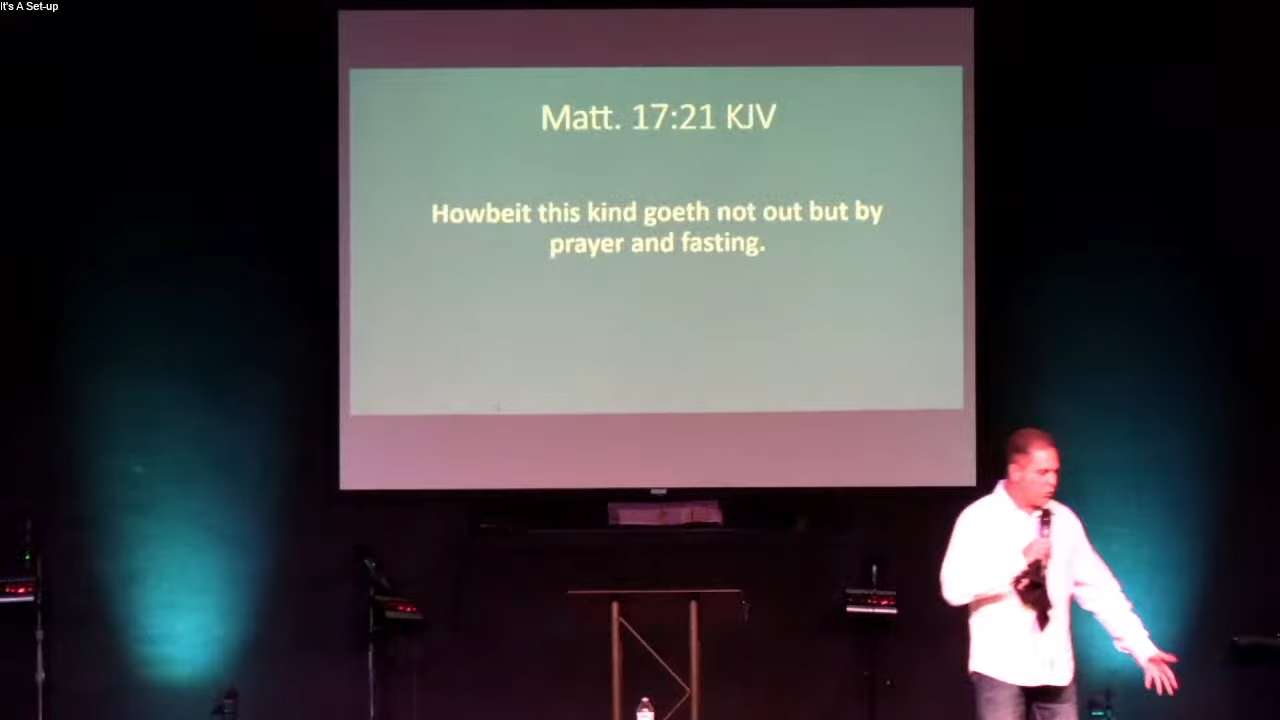 It's A Set-up
Matt. 17:21 KJV
Howbeit this kind goeth not out but by
prayer and fasting.